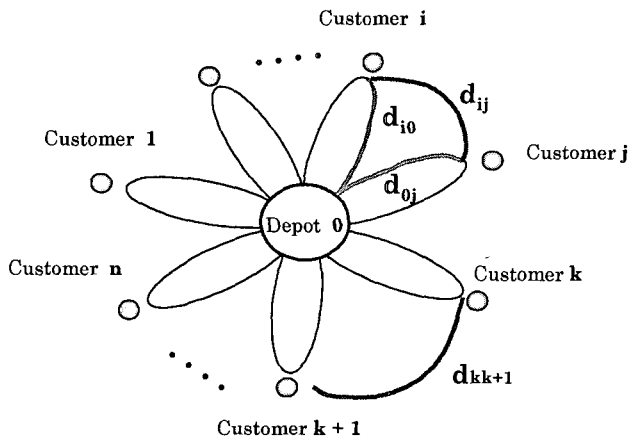 Customer i
d_ij
d_i0
Customer 1
Customer j
d_0j
Depot 0
Customer n
Customer k
d_kk+1
Customer k + 1